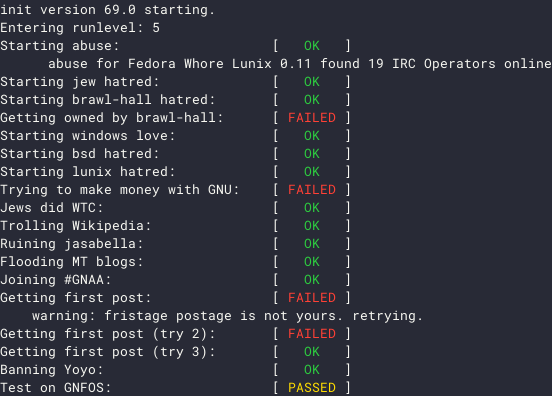 init version 69.0 starting.
Entering runlevel: 5
Starting abuse: [ OK ]
abuse for Fedora Whore Lunix 0.11 found 19 IRC Operators online
Starting jew hatred: [ OK ]
Starting brawl-hall hatred: [ OK ]
Getting owned by brawl-hall: [ FAILED ]
Starting windows love: [ OK ]
Starting bsd hatred: [ OK ]
Starting lunix hatred: [ OK ]
Trying to make money with GNU: [ FAILED ]
Jews did WTC: [ OK ]
Trolling Wikipedia: [ OK ]
Ruining jasabella: [ OK ]
Flooding MT blogs: [ OK ]
Joining #GNAA: [ OK ]
Getting first post: [ FAILED ]
warning: fristage postage is not yours. retrying.
Getting first post (try 2): [ FAILED ]
Getting first post (try 3): [ OK ]
Banning Yoyo: [ OK ]
Test on GNFOS: [ PASSED ]